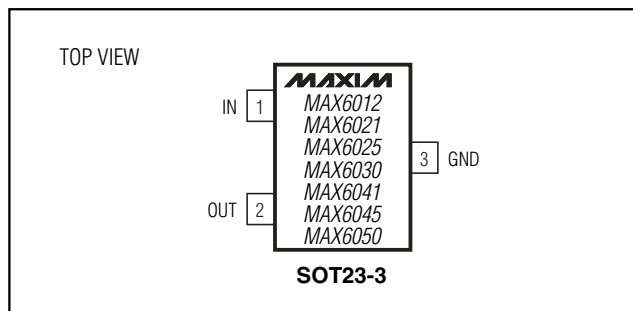 TOP VIEW
MAXIM
IN 1
MAX6012
MAX6021
MAX6025
MAX6030
3 GND
MAX6041
OUT 2
MAX6045
MAX6050
SOT23-3